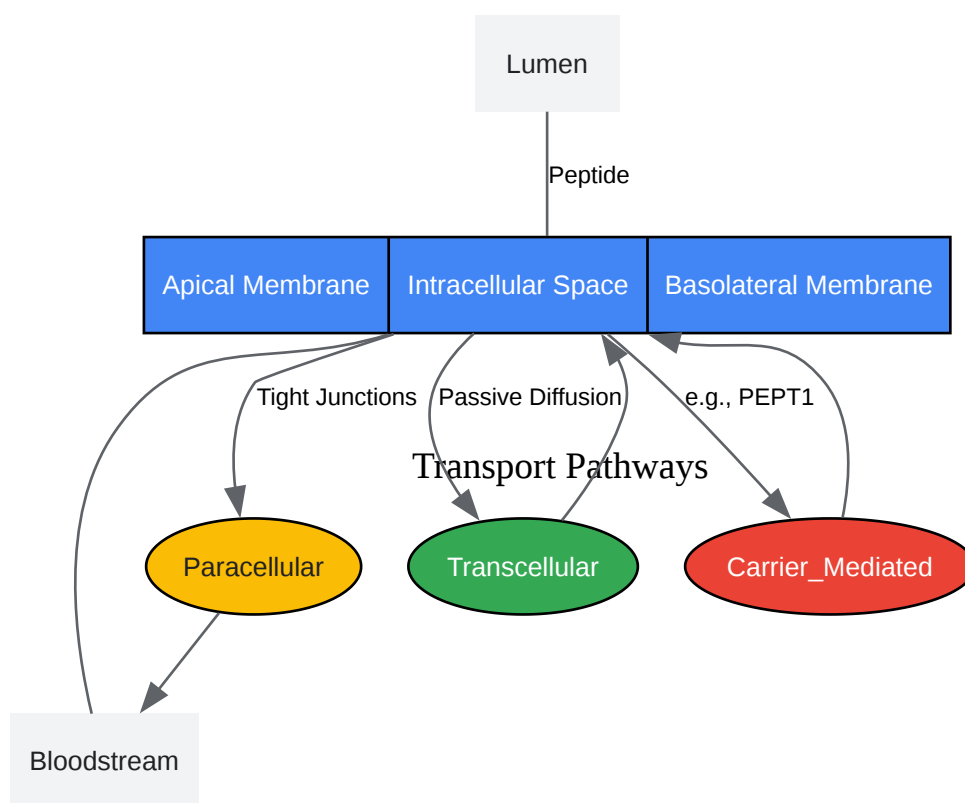 Lumen
Peptide
Apical Membrane
Intracellular Space
Basolateral Membrane
Tight Junctions
Passive Diffusion
e.g., PEPT1
Transport Pathways
Paracellular
Transcellular
Carrier_Mediated
Bloodstream